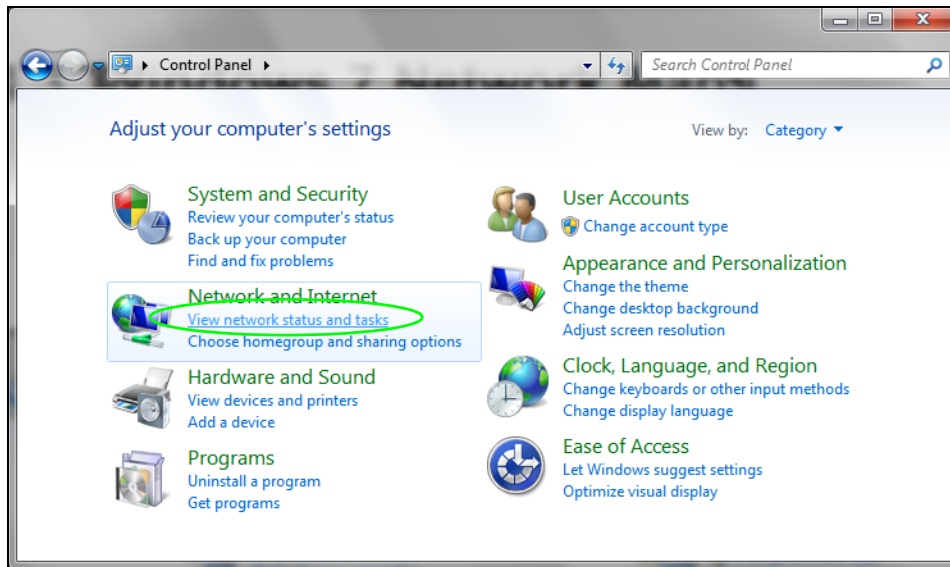 Control Panel
Search Control Panel
Adjust your computer's settings
View by: Category
System and Security
Review your computer's status
Back up your computer
Find and fix problems
Network and Internet
View network status and tasks
Choose homegroup and sharing options
Hardware and Sound
View devices and printers
Add a device
Programs
Uninstall a program
Get programs
User Accounts
Change account type
Appearance and Personalization
Change the theme
Change desktop background
Adjust screen resolution
Clock, Language, and Region
Change keyboards or other input methods
Change display language
Ease of Access
Let Windows suggest settings
Optimize visual display